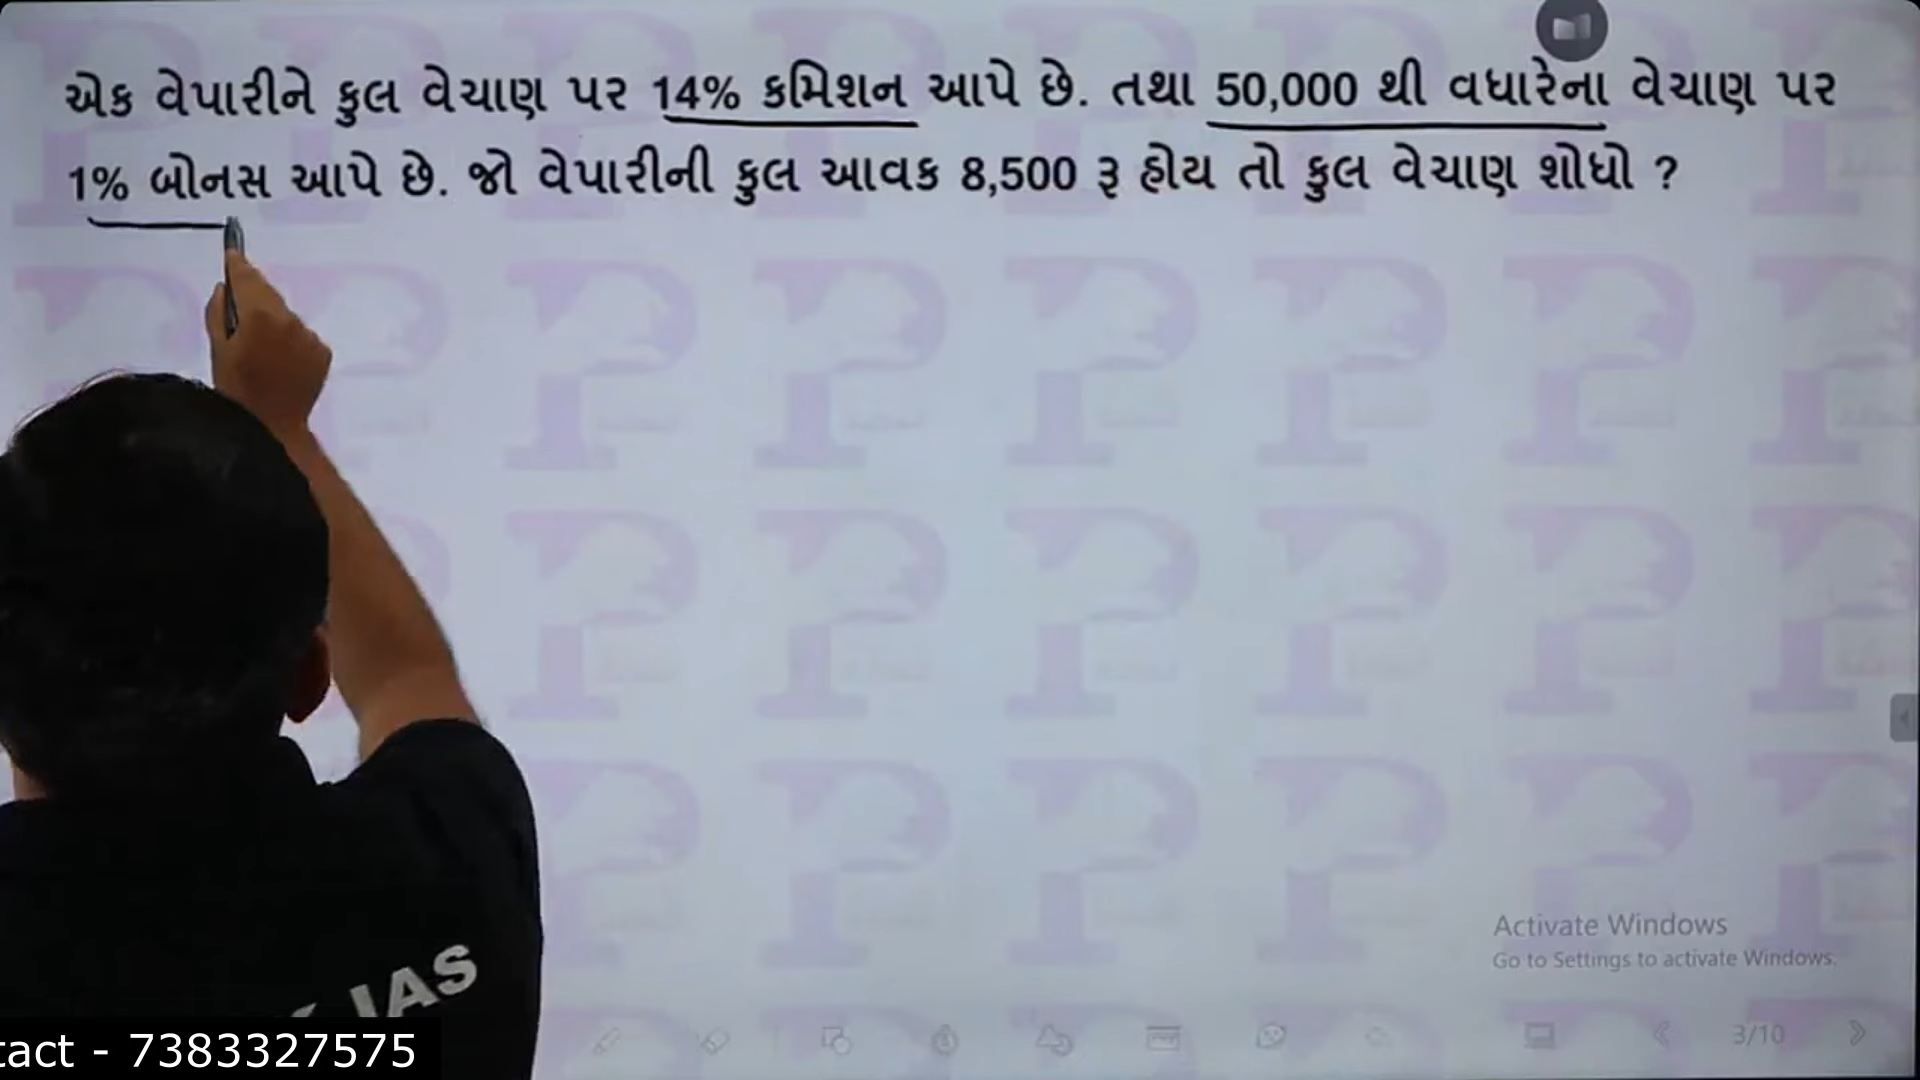 એક વેપારીને કુલ વેચાણ પર 14% કમિશન આપે છે. તથા 50,000 થી વધારેના વેચાણ પર
1% બોનસ આપે છે. જો વેપારીની કુલ આવક 8,500 રૂ હોય તો કુલ વેચાણ શોધો ?
Activate Windows
Go to Settings to activate Windows.
IAS
tact - 7383327575
3/10